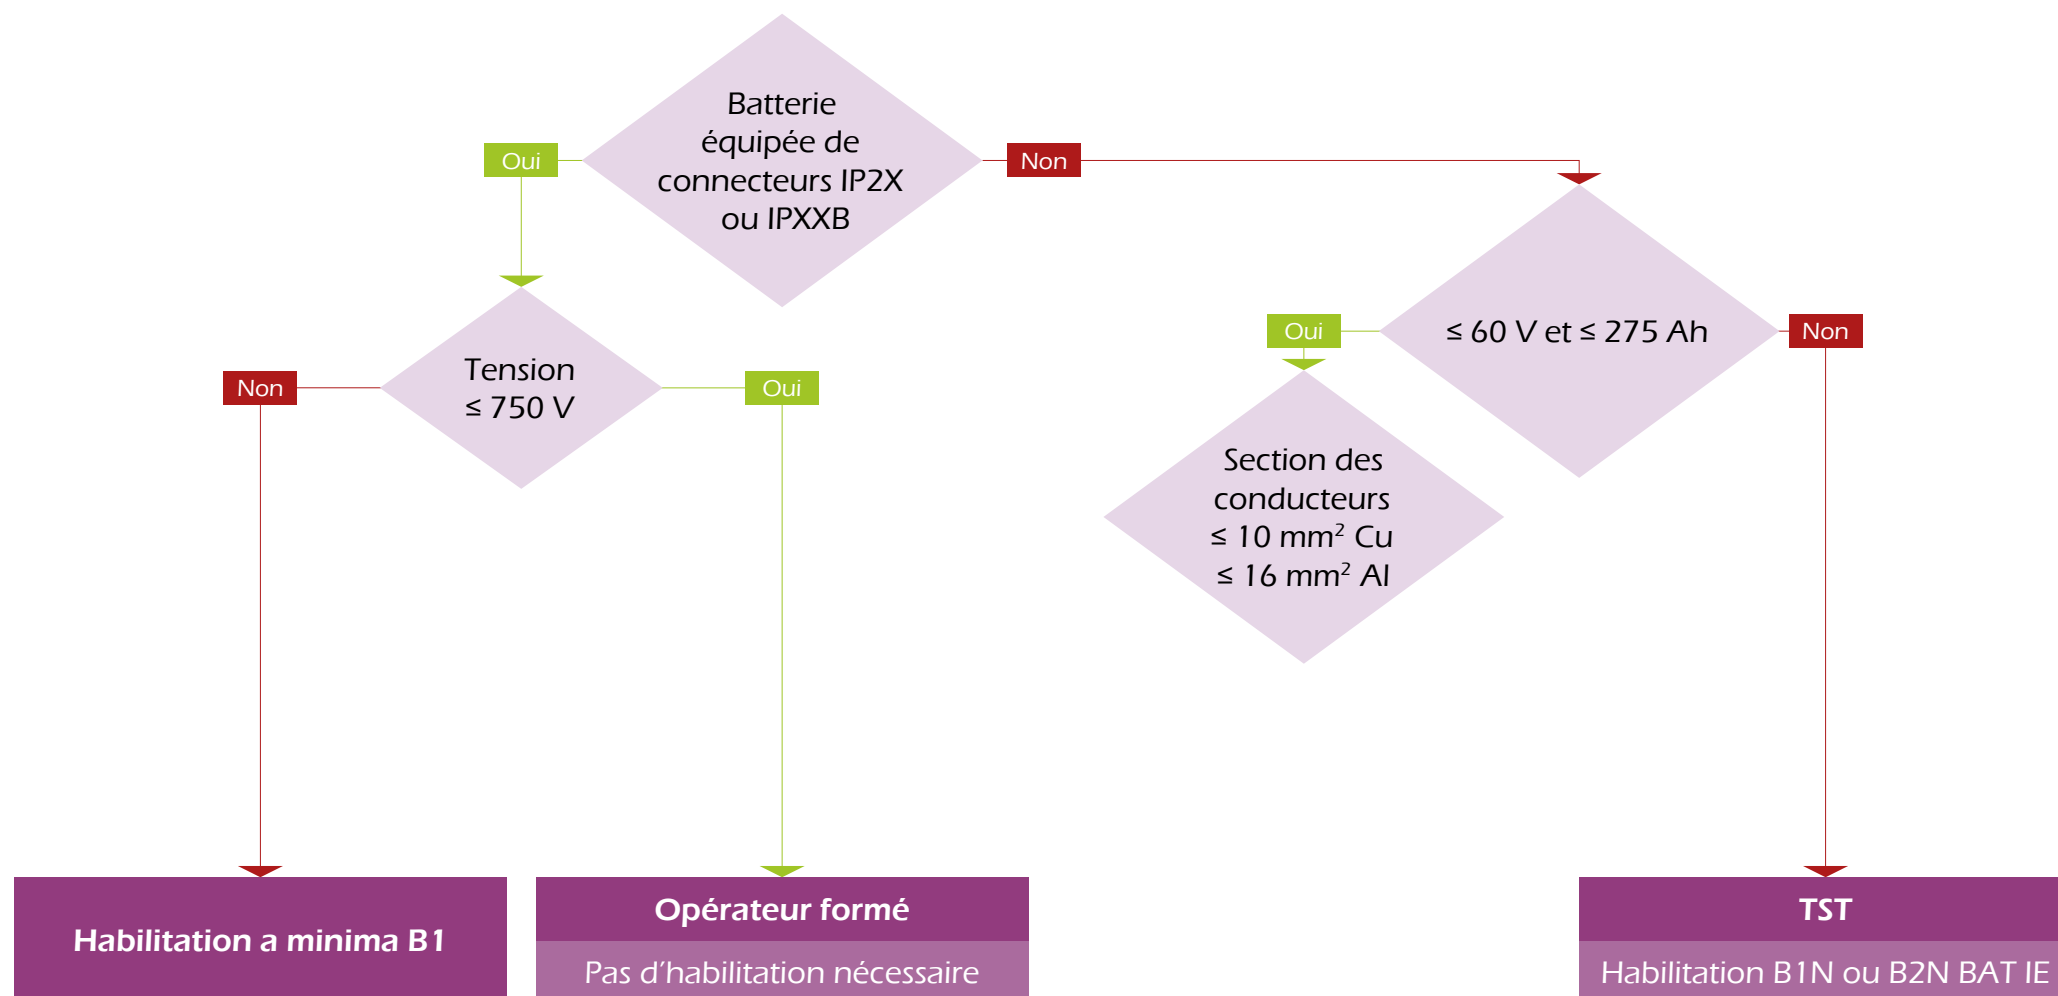 Batterie
équipée de
connecteurs IP2X
ou IPXXB
Oui
Non
Tension
≤ 750 V
Non
Oui
≤ 60 V et ≤ 275 Ah
Oui
Non
Section des
conducteurs
≤ 10 mm² Cu
≤ 16 mm² Al
Habilitation a minima B1
Opérateur formé
Pas d’habilitation nécessaire
TST
Habilitation B1N ou B2N BAT IE